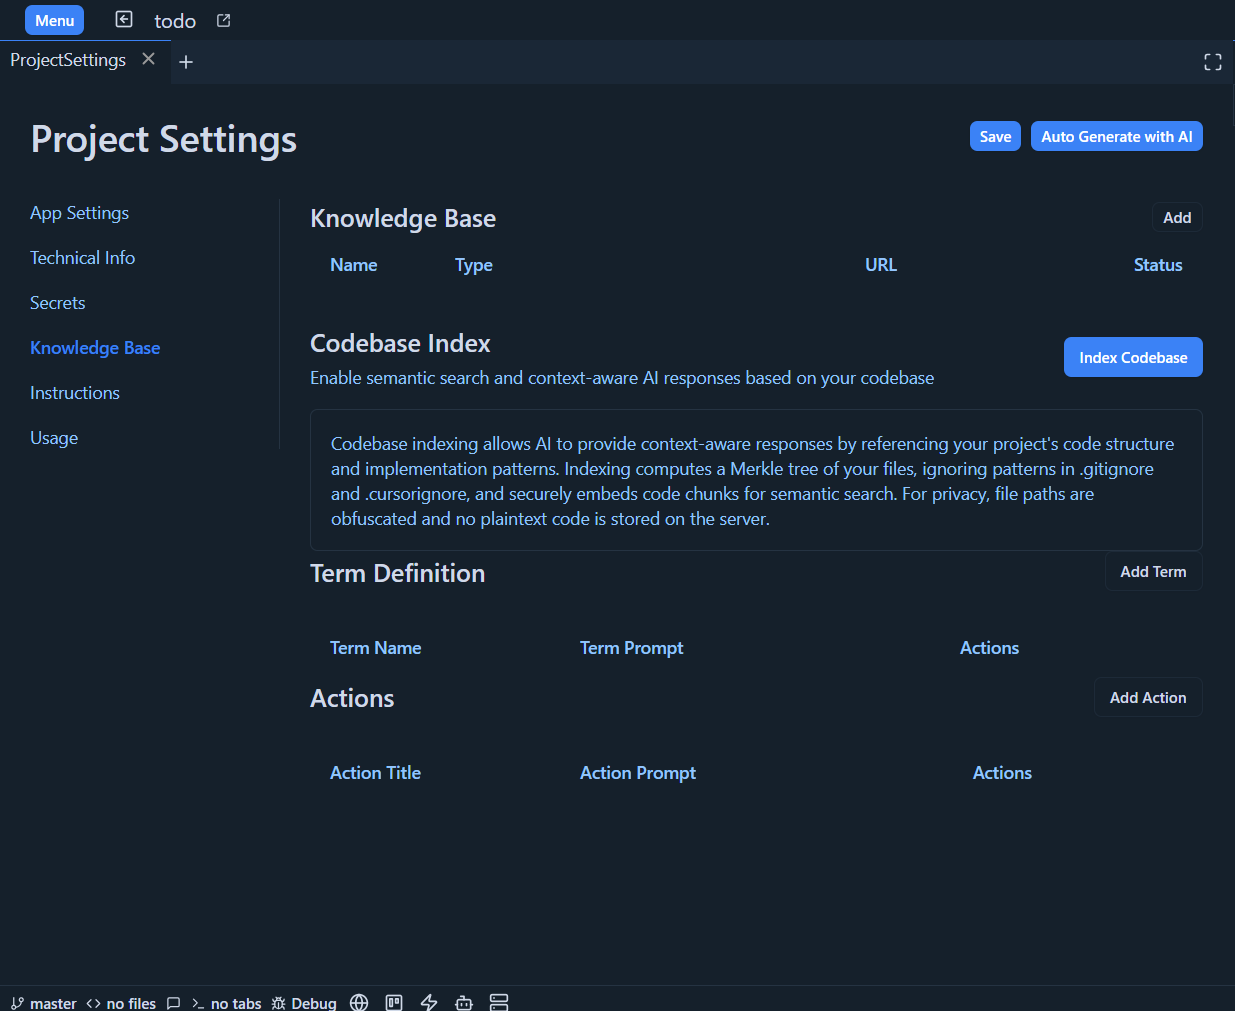 Menu
todo
ProjectSettings
Project Settings
Save
Auto Generate with AI
App Settings
Technical Info
Secrets
Knowledge Base
Instructions
Usage
Knowledge Base
Add
Name Type URL Status
Codebase Index
Enable semantic search and context-aware AI responses based on your codebase
Index Codebase
Codebase indexing allows AI to provide context-aware responses by referencing your project's code structure
and implementation patterns. Indexing computes a Merkle tree of your files, ignoring patterns in .gitignore
and .cursorignore, and securely embeds code chunks for semantic search. For privacy, file paths are
obfuscated and no plaintext code is stored on the server.
Term Definition
Add Term
Term Name Term Prompt Actions
Actions
Add Action
Action Title Action Prompt Actions
master no files no tabs Debug